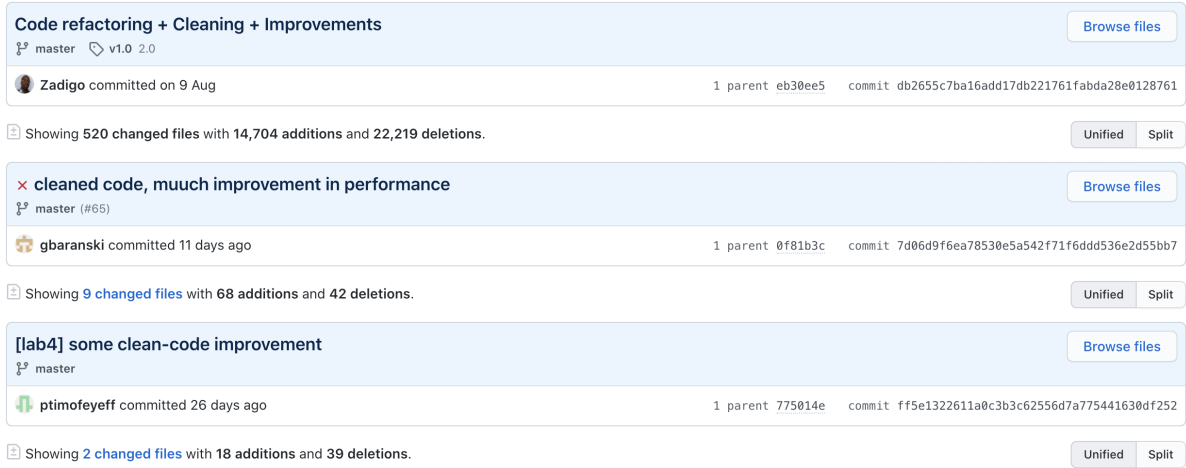 Code refactoring + Cleaning + Improvements
Browse files
master v1.0 2.0
Zadigo committed on 9 Aug 1 parent eb30ee5 commit db2655c7ba16add17db221761fabda28e0128761
Showing 520 changed files with 14,704 additions and 22,219 deletions. Unified Split
cleaned code, muuch improvement in performance
Browse files
master (#65)
gbaranski committed 11 days ago 1 parent 0f81b3c commit 7d06d9f6ea78530e5a542f71f6ddd536e2d55bb7
Showing 9 changed files with 68 additions and 42 deletions. Unified Split
[lab4] some clean-code improvement
Browse files
master
ptimofeyeff committed 26 days ago 1 parent 775014e commit ff5e1322611a0c3b3c62556d7a775441630df252
Showing 2 changed files with 18 additions and 39 deletions. Unified Split